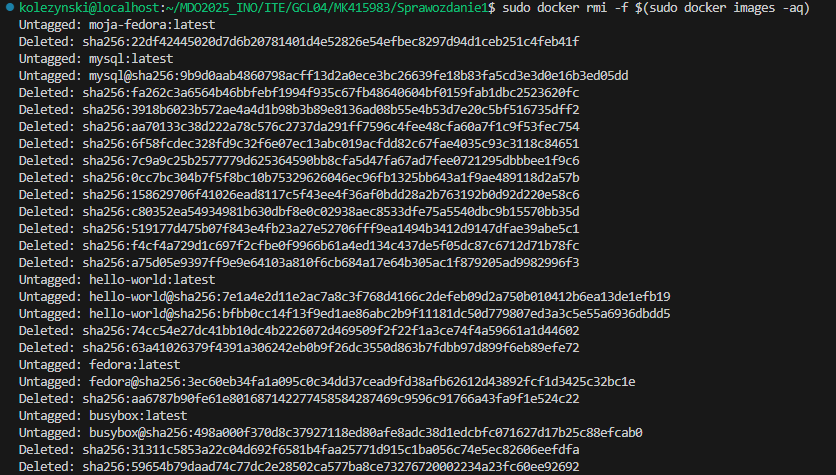 kolezynski@localhost:~/MDO2025_INO/ITE/GCL04/MK415983/Sprawozdanie1$ sudo docker rmi -f $(sudo docker images -aq)
Untagged: moja-fedora:latest
Deleted: sha256:22df42445020d7d6b20781401d4e52826e54efbec8297d94d1ceb251c4feb41f
Untagged: mysql:latest
Untagged: mysql@sha256:9b9d0aab4860798acff13d2a0ece3bc26639fe18b83fa5cd3e3d0e16b3ed05dd
Deleted: sha256:fa262c3a6564b46bbfebf1994f935c67fb48640604bf0159fab1dbc2523620fc
Deleted: sha256:3918b6023b572ae4a4d1b98b3b89e8136ad08b55e4b53d7e20c5bf516735dff2
Deleted: sha256:aa70133c38d222a78c576c2737da291ff7596c4fee48cfa60a7f1c9f53fec754
Deleted: sha256:6f58fcdec328fd9c32f6e07ec13abc019acfdd82c67fae4035c93c3118c84651
Deleted: sha256:7c9a9c25b2577779d625364590bb8cfa5d47fa67ad7fee0721295dbbbee1f9c6
Deleted: sha256:0cc7bc304b7f5f8bc10b75329626046ec96fb1325bb643a1f9ae489118d2a57b
Deleted: sha256:158629706f41026ead8117c5f43ee4f36af0bdd28a2b763192b0d92d220e58c6
Deleted: sha256:c80352ea54934981b630dbf8e0c02938aec8533dfe75a5540dbc9b15570bb35d
Deleted: sha256:519177d475b07f843e4fb23a27e52706fff9ea1494b3412d9147dfae39abe5c1
Deleted: sha256:f4cf4a729d1c697f2cfbe0f9966b61a4ed134c437de5f05dc87c6712d71b78fc
Deleted: sha256:a75d05e9397ff9e9e64103a810f6cb684a17e64b305ac1f879205ad9982996f3
Untagged: hello-world:latest
Untagged: hello-world@sha256:7e1a4e2d11e2ac7a8c3f768d4166c2defeb09d2a750b010412b6ea13de1efb19
Untagged: hello-world@sha256:bfbb0cc14f13f9ed1ae86abc2b9f11181dc50d779807ed3a3c5e55a6936dbdd5
Deleted: sha256:74cc54e27dc41bb10dc4b2226072d469509f2f22f1a3ce74f4a59661a1d44602
Deleted: sha256:63a41026379f4391a306242eb0b9f26dc3550d863b7fdbb97d899f6eb89efe72
Untagged: fedora:latest
Untagged: fedora@sha256:3ec60eb34fa1a095c0c34dd37cead9fd38afb62612d43892fcf1d3425c32bc1e
Deleted: sha256:aa6787b90fe61e8016871422774585842874​69c9596c91766a43fa9f1e524c22
Untagged: busybox:latest
Untagged: busybox@sha256:498a000f370d8c37927118ed80afe8adc38d1edcbfc071627d17b25c88efcab0
Deleted: sha256:31311c5853a22c04d692f6581b4faa25771d915c1ba056c74e5ec82606eefdfa
Deleted: sha256:59654b79daad74c77dc2e28502ca577ba8ce73276720002234a23fc60ee92692